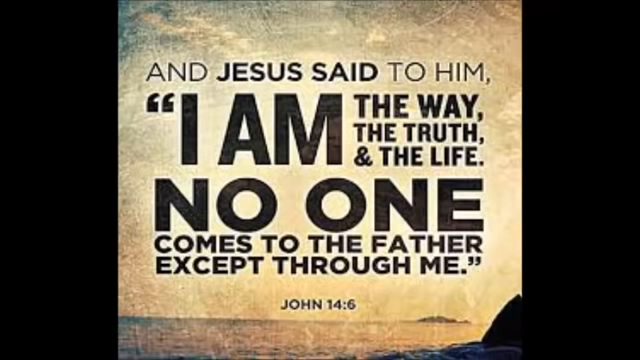 AND JESUS SAID TO HIM,
“I AM THE WAY,
THE TRUTH,
& THE LIFE.
NO ONE
COMES TO THE FATHER
EXCEPT THROUGH ME.”
JOHN 14:6